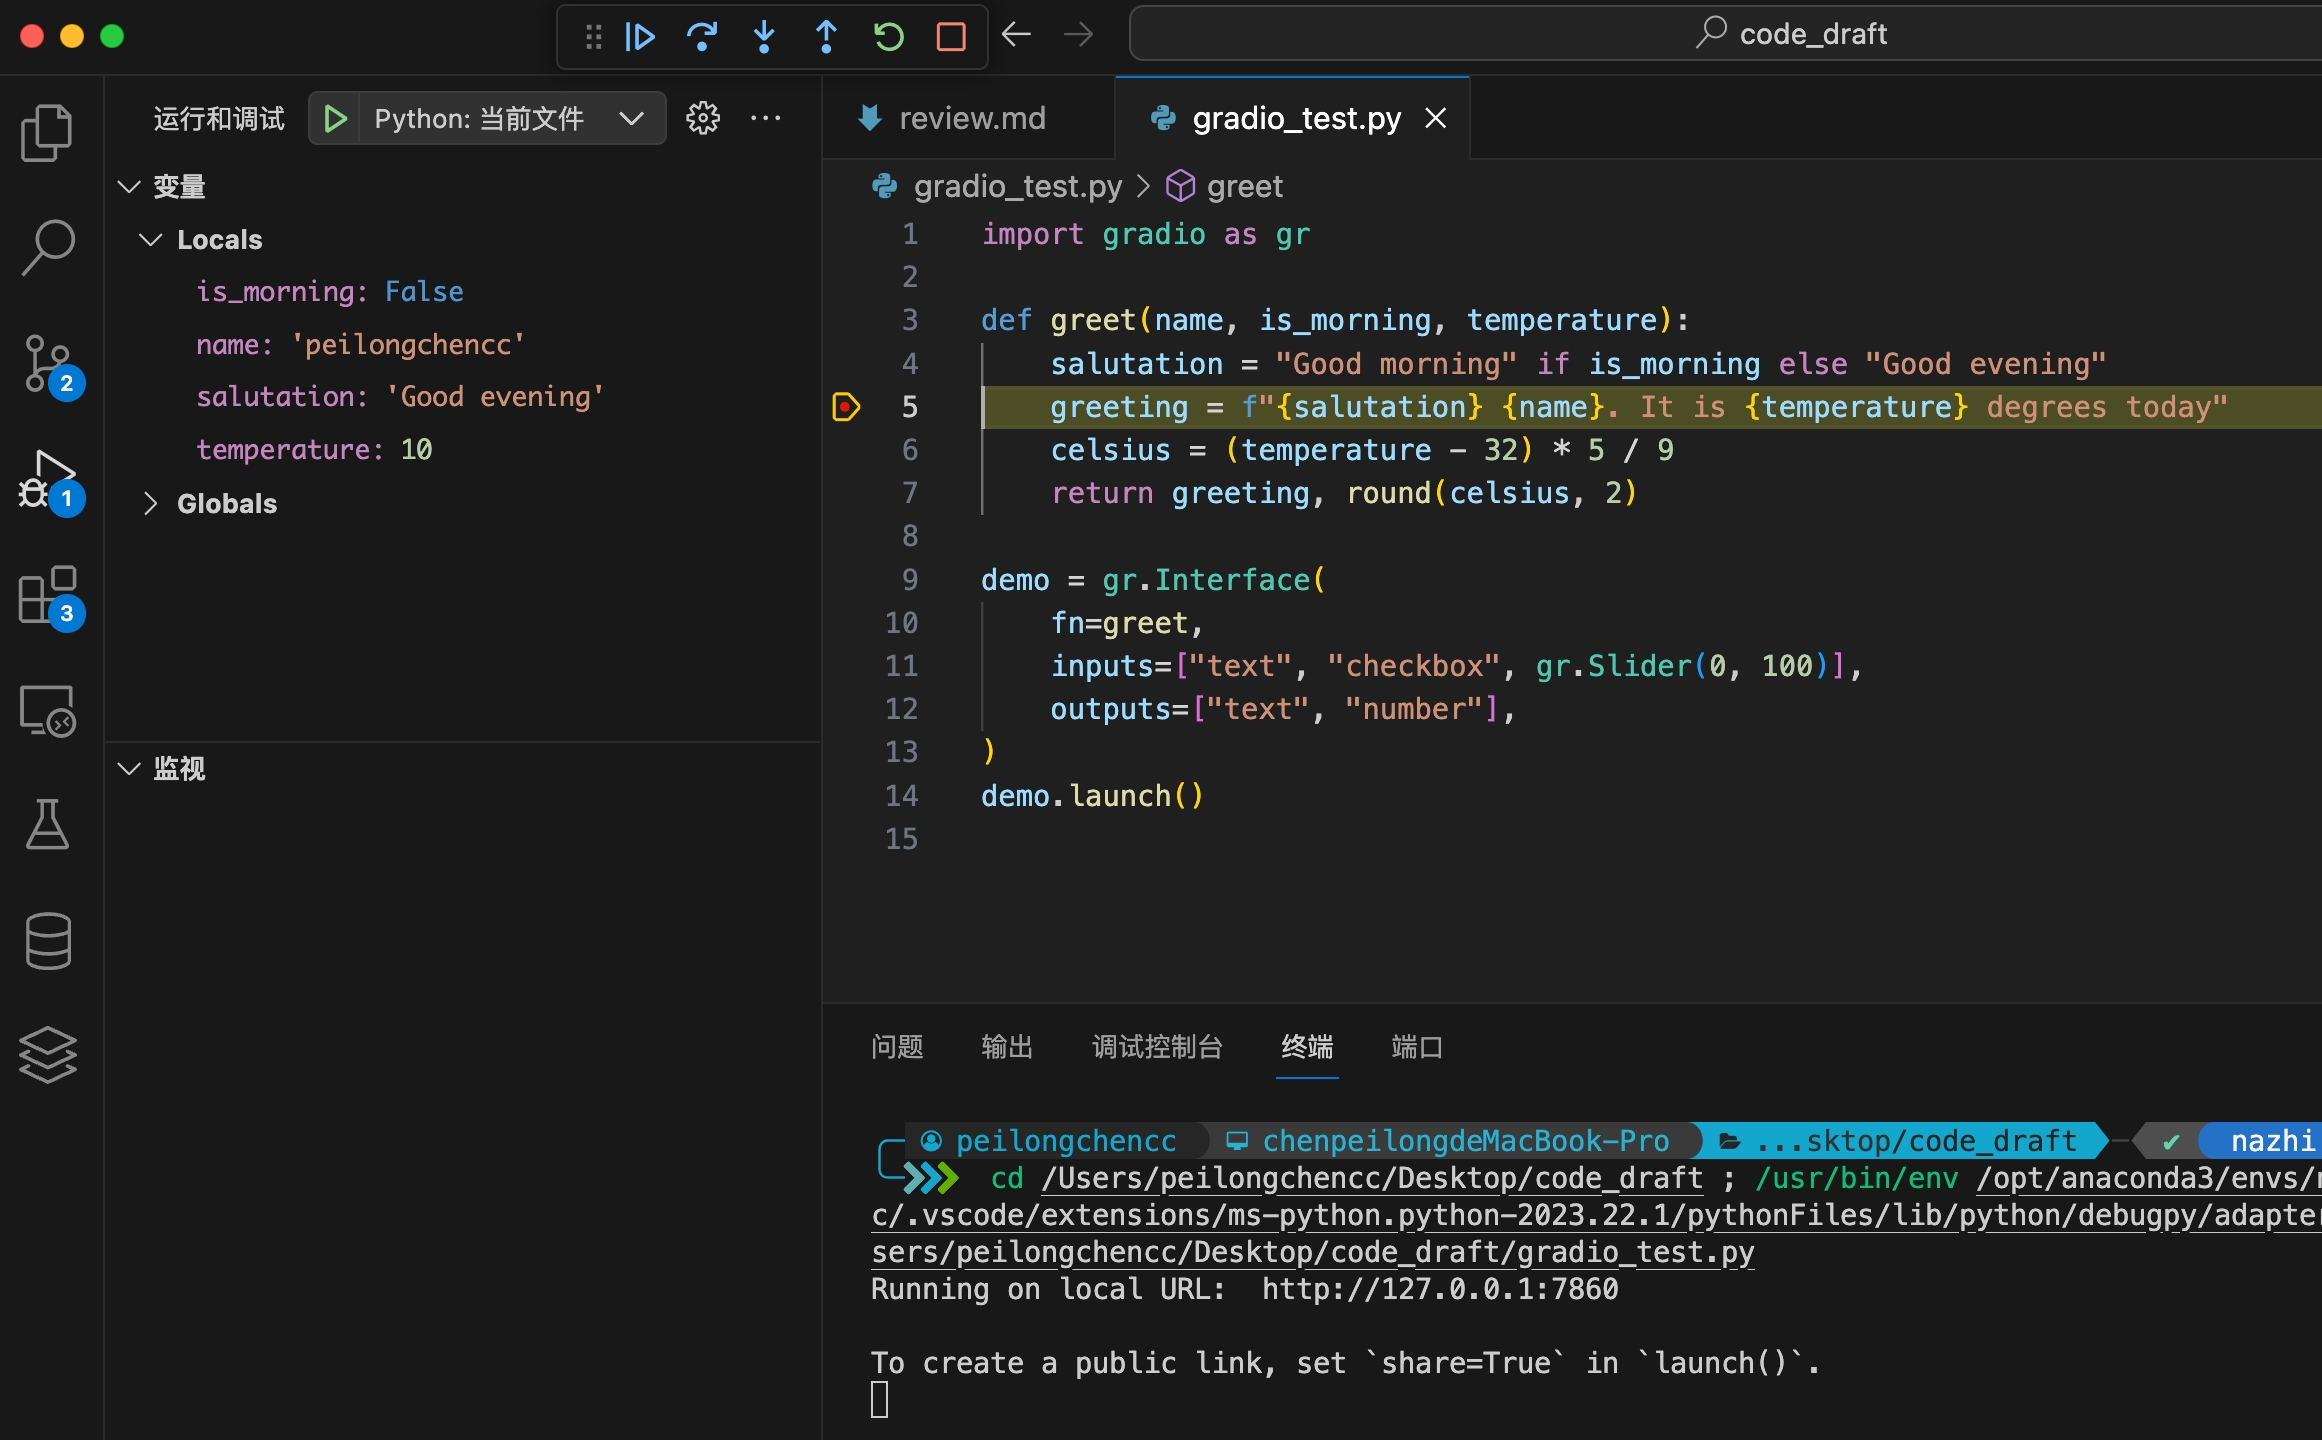 code_draft
运行和调试
Python: 当前文件
变量
Locals
is_morning: False
name: 'peilongchencc'
salutation: 'Good evening'
temperature: 10
Globals
监视
2
1
3
review.md
gradio_test.py
gradio_test.py > greet
1 import gradio as gr
2
3 def greet(name, is_morning, temperature):
4 salutation = "Good morning" if is_morning else "Good evening"
5 greeting = f"{salutation} {name}. It is {temperature} degrees today"
6 celsius = (temperature - 32) * 5 / 9
7 return greeting, round(celsius, 2)
8
9 demo = gr.Interface(
10 fn=greet,
11 inputs=["text", "checkbox", gr.Slider(0, 100)],
12 outputs=["text", "number"],
13 )
14 demo.launch()
15
问题 输出 调试控制台 终端 端口
peilongchencc chenpeilongdeMacBook-Pro ...sktop/code_draft ✔ nazhi
cd /Users/peilongchencc/Desktop/code_draft ; /usr/bin/env /opt/anaconda3/envs/
c/.vscode/extensions/ms-python.python-2023.22.1/pythonFiles/lib/python/debugpy/adapter
sers/peilongchencc/Desktop/code_draft/gradio_test.py
Running on local URL: http://127.0.0.1:7860
To create a public link, set `share=True` in `launch()`.